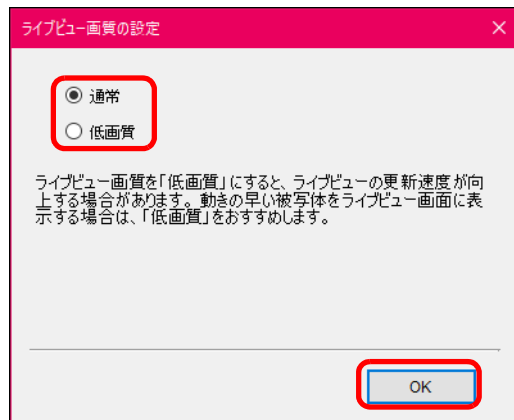 ライブビュー画質の設定
通常
低画質
ライブビュー画質を「低画質」にすると、ライブビューの更新速度が向
上する場合があります。動きの早い被写体をライブビュー画面に表
示する場合は、「低画質」をおすすめします。
OK